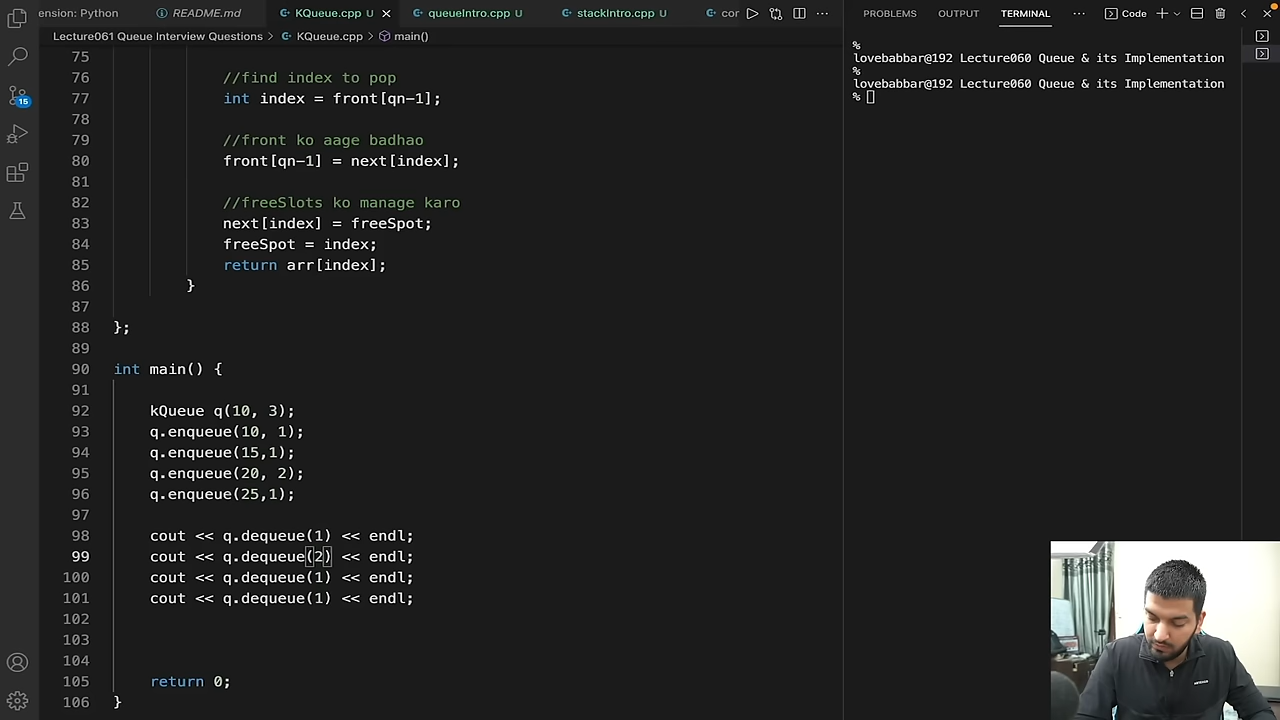 ension: Python README.md KQueue.cpp U queueIntro.cpp U stackIntro.cpp U cor
PROBLEMS OUTPUT TERMINAL Code
Lecture061 Queue Interview Questions > KQueue.cpp > main()
75
76 //find index to pop
77 int index = front[qn-1];
78
79 //front ko aage badhao
80 front[qn-1] = next[index];
81
82 //freeSlots ko manage karo
83 next[index] = freeSpot;
84 freeSpot = index;
85 return arr[index];
86 }
87
88 };
89
90 int main() {
91
92 kQueue q(10, 3);
93 q.enqueue(10, 1);
94 q.enqueue(15,1);
95 q.enqueue(20, 2);
96 q.enqueue(25,1);
97
98 cout << q.dequeue(1) << endl;
99 cout << q.dequeue(2) << endl;
100 cout << q.dequeue(1) << endl;
101 cout << q.dequeue(1) << endl;
102
103
104
105 return 0;
106 }
%
lovebabbar@192 Lecture060 Queue & its Implementation
%
lovebabbar@192 Lecture060 Queue & its Implementation
%
15